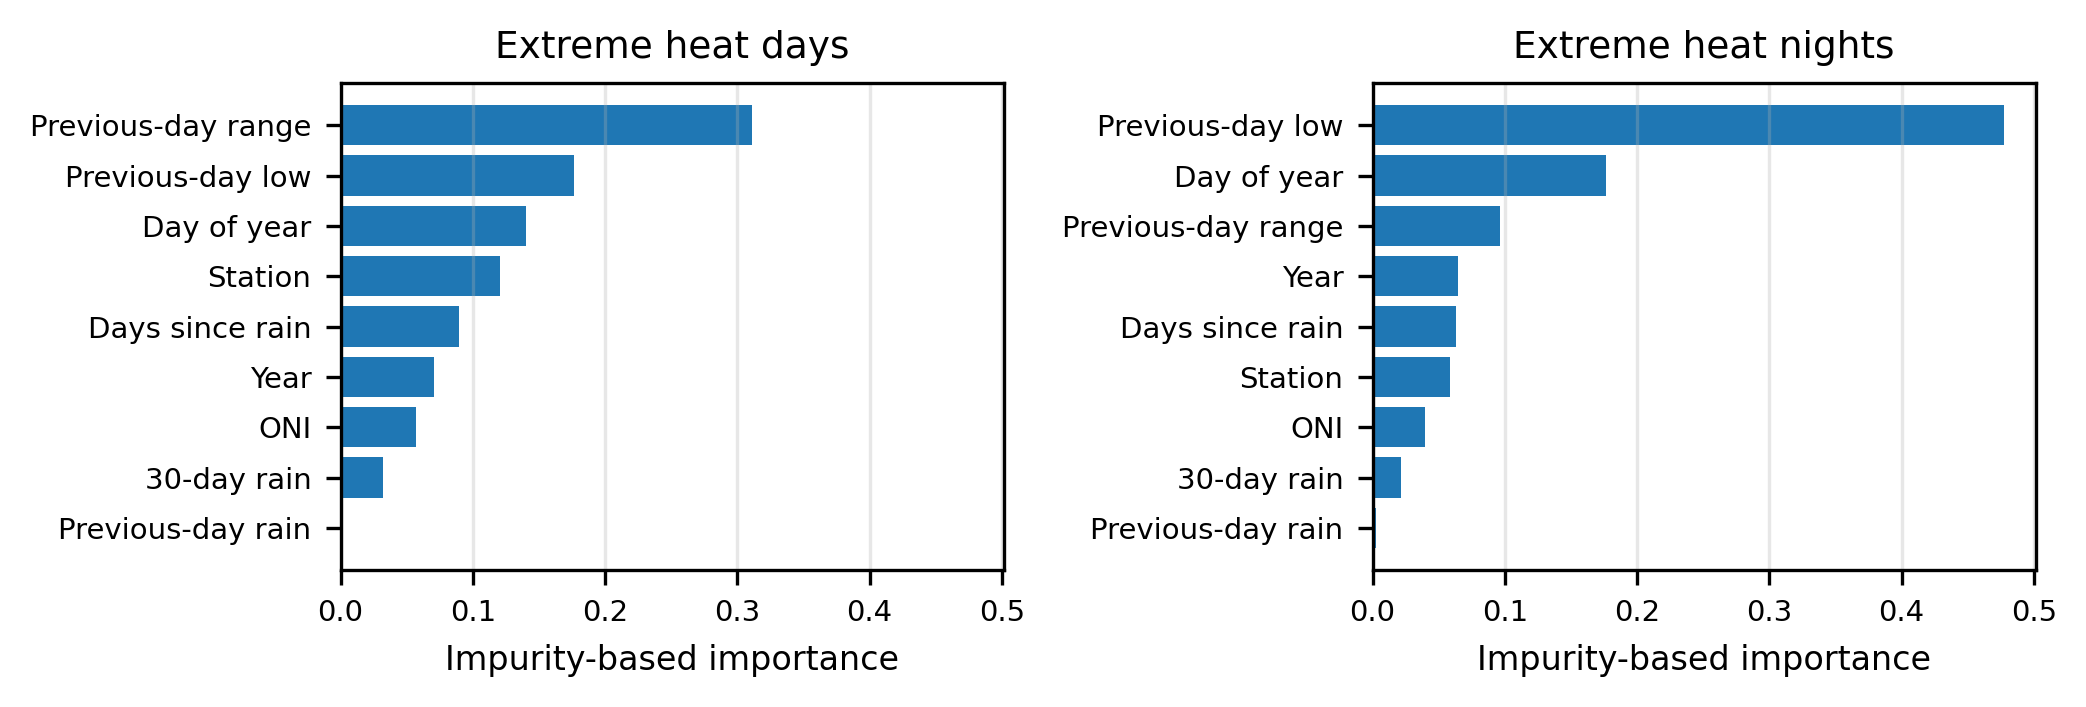 Extreme heat days
Previous-day range
Previous-day low
Day of year
Station
Days since rain
Year
ONI
30-day rain
Previous-day rain
0.0 0.1 0.2 0.3 0.4 0.5
Impurity-based importance
Extreme heat nights
Previous-day low
Day of year
Previous-day range
Year
Days since rain
Station
ONI
30-day rain
Previous-day rain
0.0 0.1 0.2 0.3 0.4 0.5
Impurity-based importance